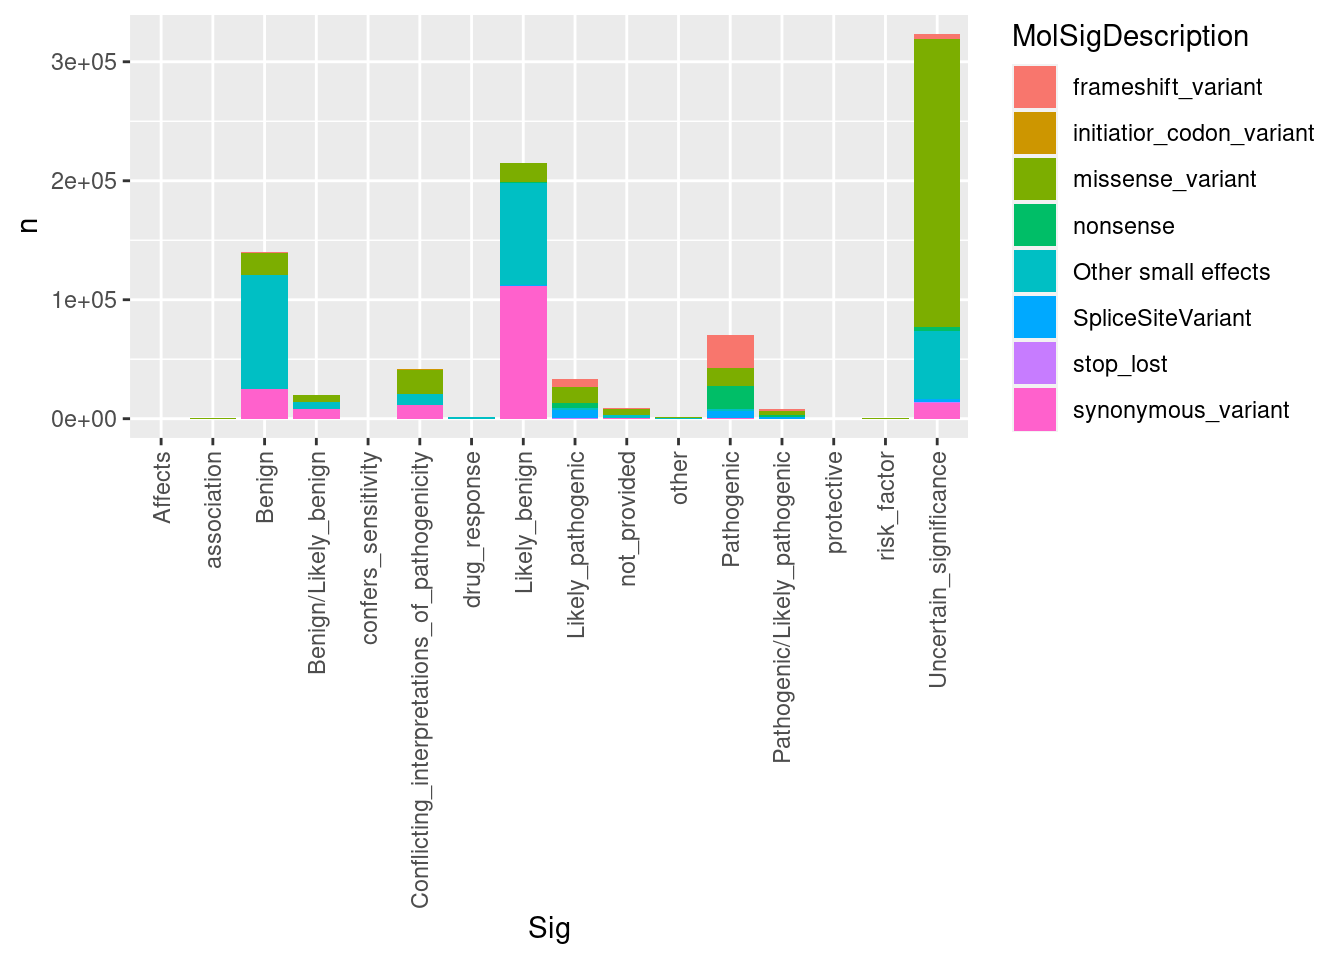 MolSigDescription
frameshift_variant
initiatior_codon_variant
missense_variant
nonsense
Other small effects
SpliceSiteVariant
stop_lost
synonymous_variant
n
3e+05
2e+05
1e+05
0e+00
Affects
association
Benign
Benign/Likely_benign
confers_sensitivity
Conflicting_interpretations_of_pathogenicity
drug_response
Likely_benign
Likely_pathogenic
not_provided
other
Pathogenic
Pathogenic/Likely_pathogenic
protective
risk_factor
Uncertain_significance
Sig